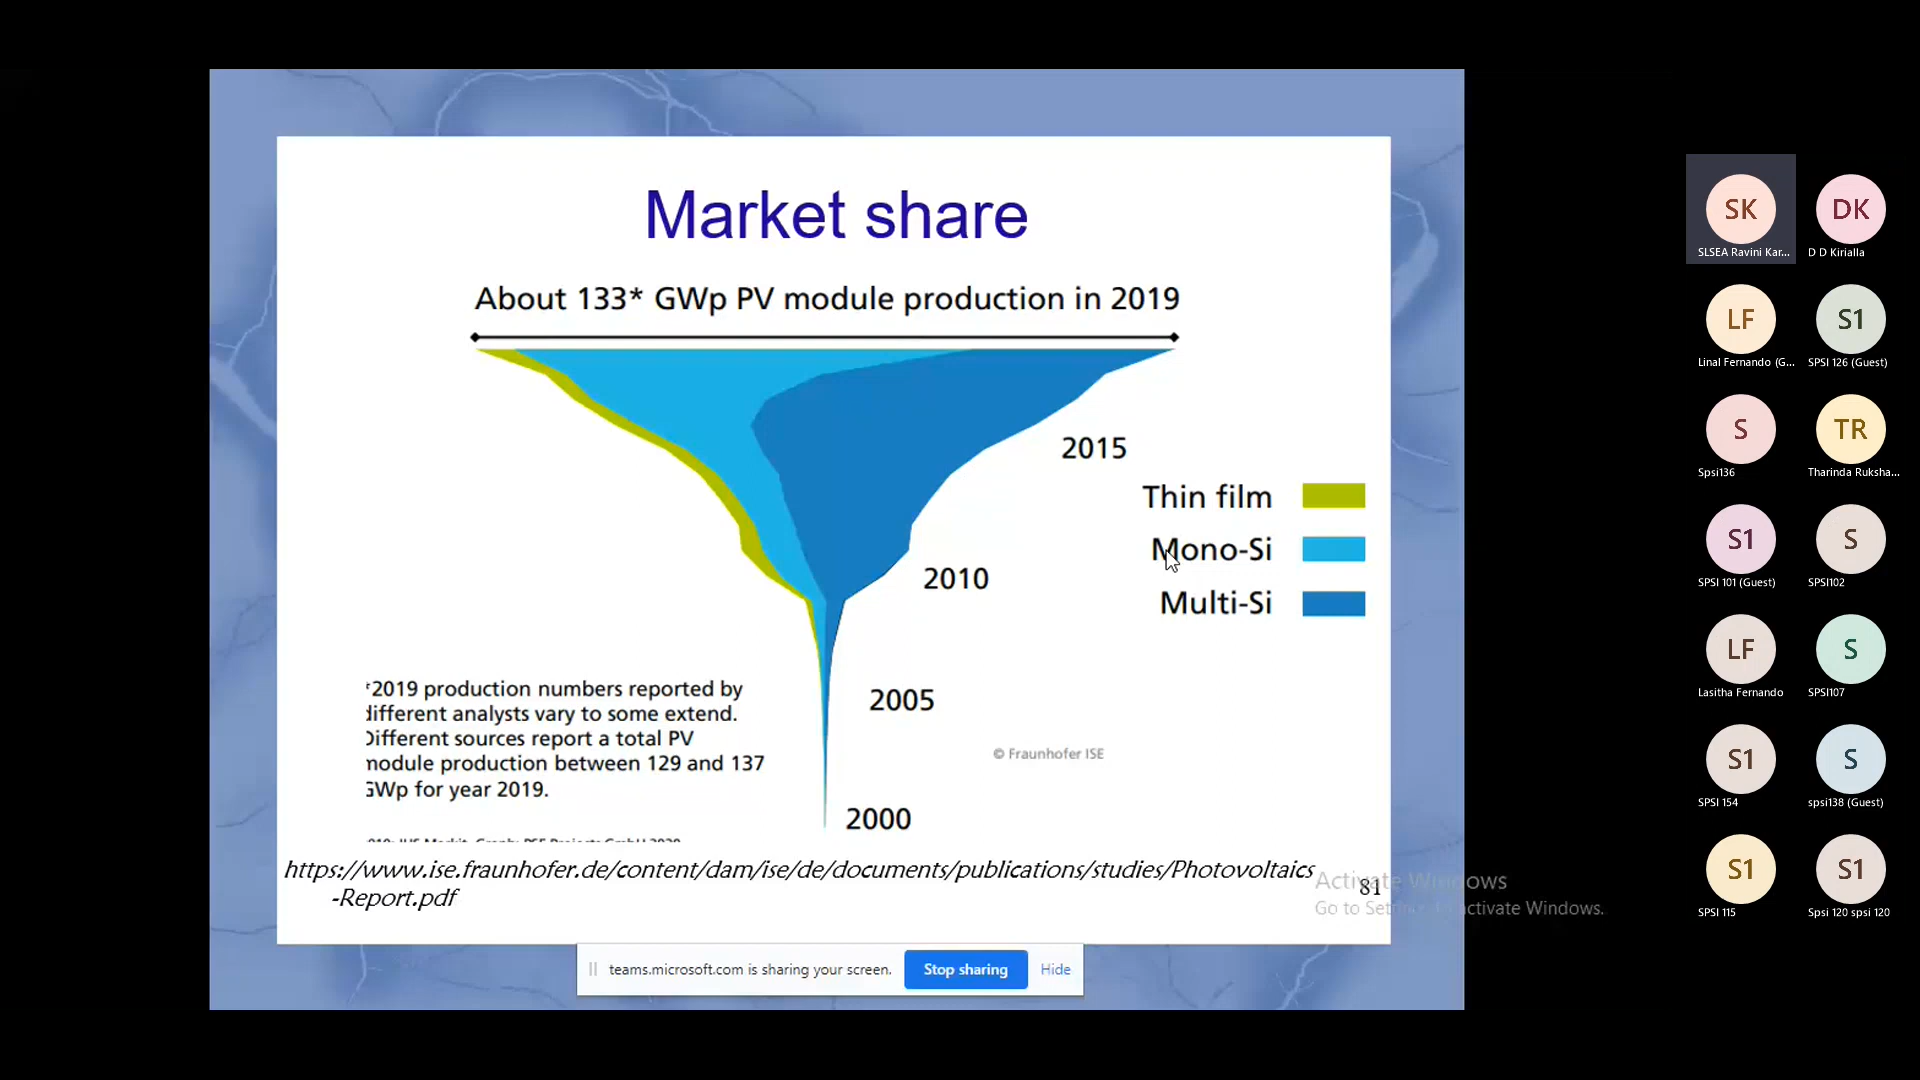 Market share
About 133* GWp PV module production in 2019
2015
Thin film
Mono-Si
2010
Multi-Si
*2019 production numbers reported by
different analysts vary to some extend.
Different sources report a total PV
module production between 129 and 137
GWp for year 2019.
2005
© Fraunhofer ISE
2000
https://www.ise.fraunhofer.de/content/dam/ise/de/documents/publications/studies/Photovoltaics
-Report.pdf
81
Activate Windows
Go to Settings to activate Windows.
teams.microsoft.com is sharing your screen.
Stop sharing
Hide
SK
DK
SLSEA Ravini Kar...
D D Kirialla
LF
S1
Linal Fernando (G...
SPSI 126 (Guest)
S
TR
Spsi136
Tharinda Ruksha...
S1
S
SPSI 101 (Guest)
SPSI102
LF
S
Lasitha Fernando
SPSI107
S1
S
SPSI 154
spsi138 (Guest)
S1
S1
SPSI 115
Spsi 120 spsi 120